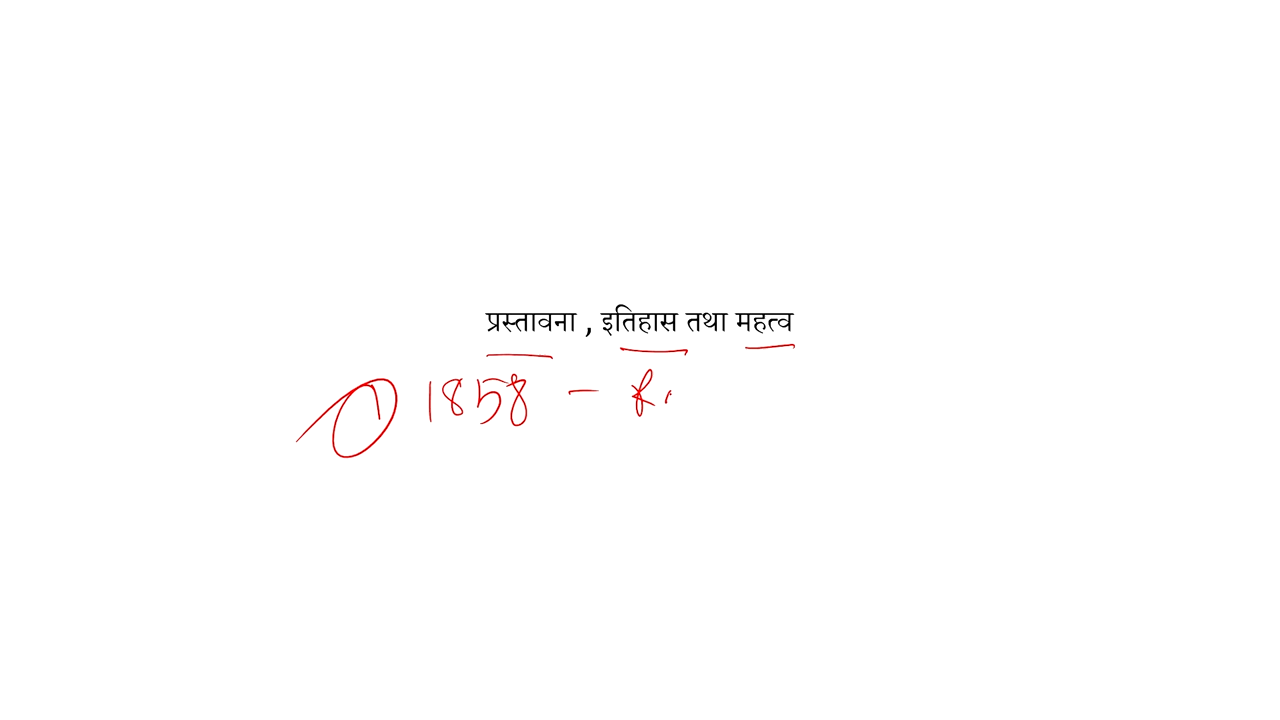 प्रस्तावना , इतिहास तथा महत्व
1858 - R.